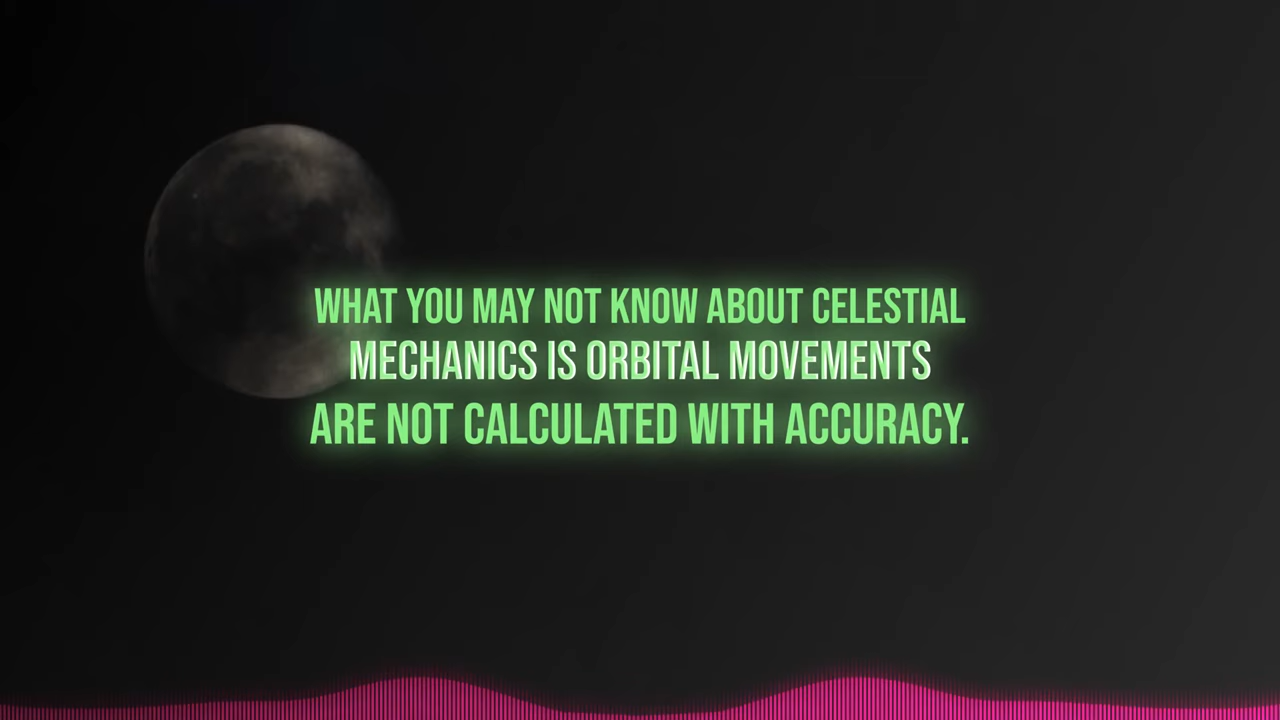 WHAT YOU MAY NOT KNOW ABOUT CELESTIAL
MECHANICS IS ORBITAL MOVEMENTS
ARE NOT CALCULATED WITH ACCURACY.